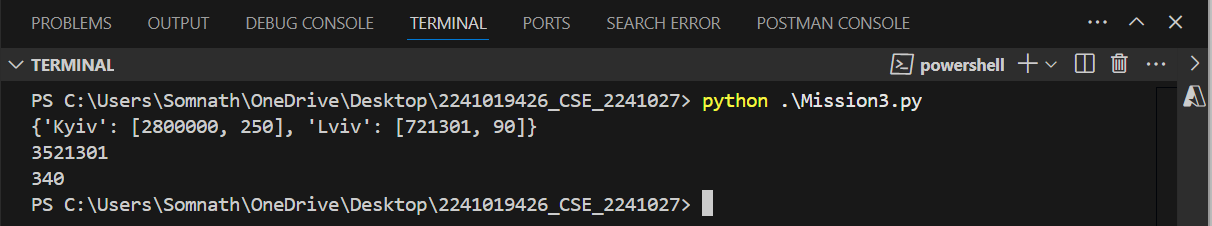 PROBLEMS OUTPUT DEBUG CONSOLE TERMINAL PORTS SEARCH ERROR POSTMAN CONSOLE
TERMINAL powershell
PS C:\Users\Somnath\OneDrive\Desktop\2241019426_CSE_2241027> python .\Mission3.py
{'Kyiv': [2800000, 250], 'Lviv': [721301, 90]}
3521301
340
PS C:\Users\Somnath\OneDrive\Desktop\2241019426_CSE_2241027>